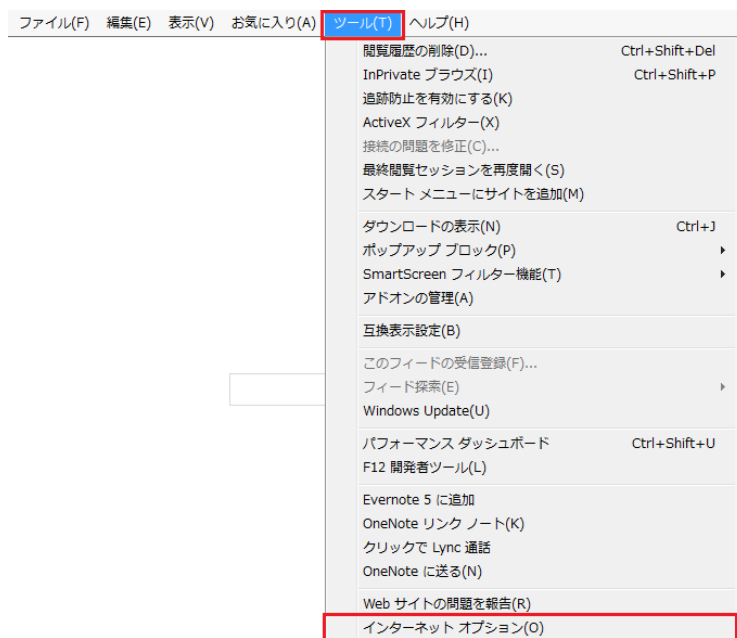 ファイル(F) 編集(E) 表示(V) お気に入り(A) ツール(T) ヘルプ(H)
閲覧履歴の削除(D)... Ctrl+Shift+Del
InPrivate ブラウズ(I) Ctrl+Shift+P
追跡防止を有効にする(K)
ActiveX フィルター(X)
接続の問題を修正(C)...
最終閲覧セッションを再度開く(S)
スタート メニューにサイトを追加(M)
ダウンロードの表示(N) Ctrl+J
ポップアップ ブロック(P)
SmartScreen フィルター機能(T)
アドオンの管理(A)
互換表示設定(B)
このフィードの受信登録(F)...
フィード探索(E)
Windows Update(U)
パフォーマンス ダッシュボード Ctrl+Shift+U
F12 開発者ツール(L)
Evernote 5 に追加
OneNote リンク ノート(K)
クリックで Lync 通話
OneNote に送る(N)
Web サイトの問題を報告(R)
インターネット オプション(O)